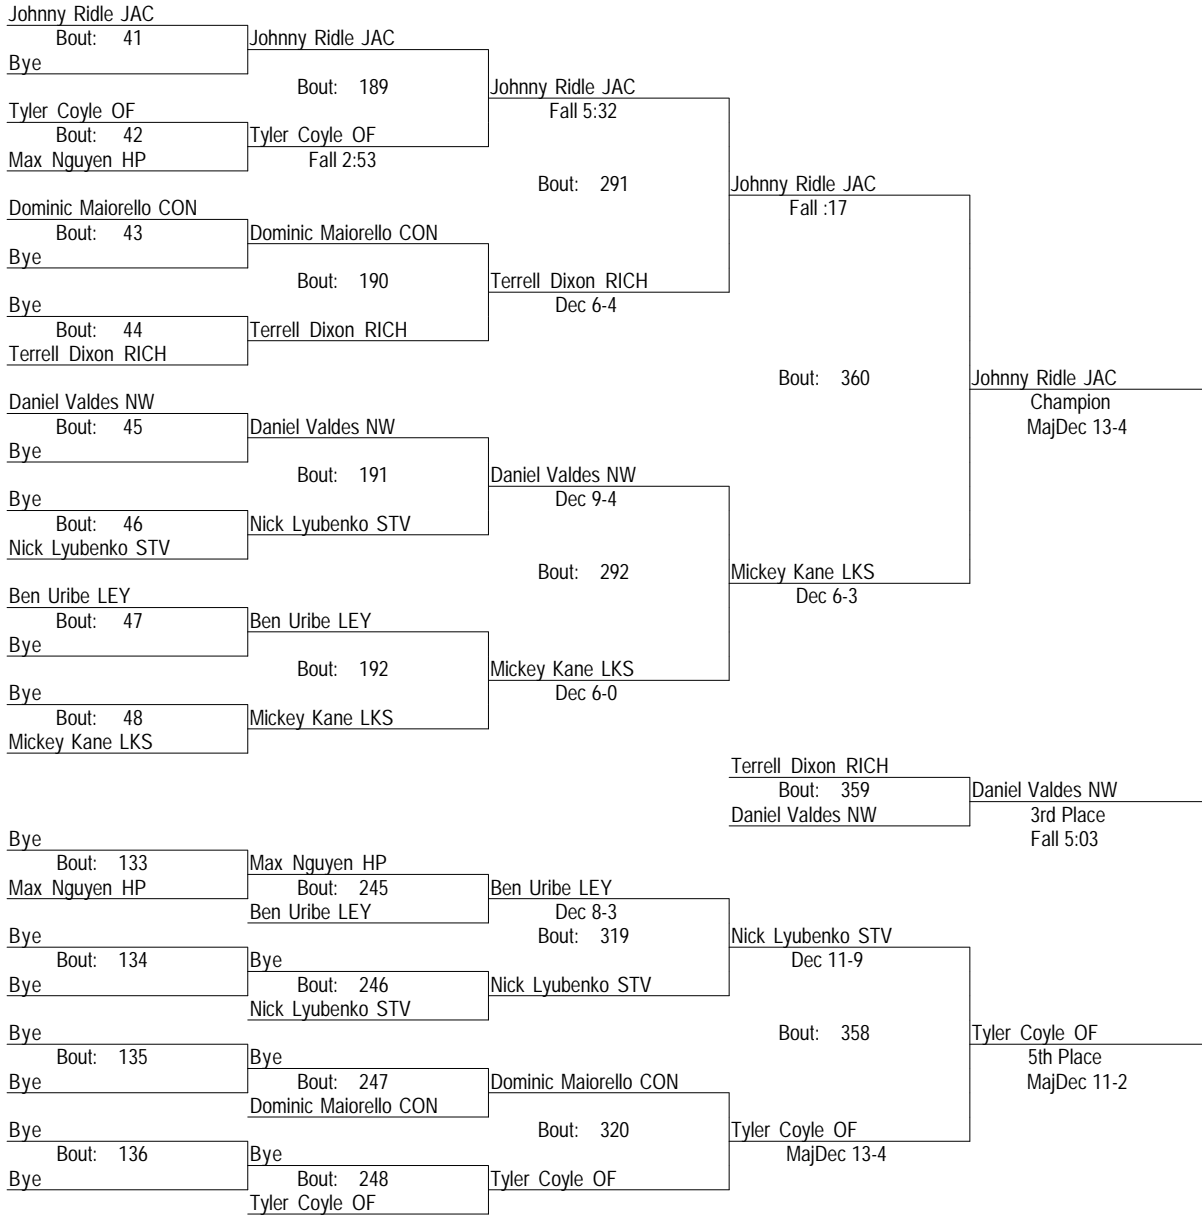 Johnny Ridle JAC
Bout: 41
Johnny Ridle JAC
Bye
Bout: 189
Johnny Ridle JAC
Tyler Coyle OF
Fall 5:32
Bout: 42
Tyler Coyle OF
Max Nguyen HP
Fall 2:53
Bout: 291
Johnny Ridle JAC
Dominic Maiorello CON
Fall :17
Bout: 43
Dominic Maiorello CON
Bye
Bout: 190
Terrell Dixon RICH
Bye
Dec 6-4
Bout: 44
Terrell Dixon RICH
Terrell Dixon RICH
Bout: 360
Johnny Ridle JAC
Daniel Valdes NW
Champion
Bout: 45
Daniel Valdes NW
MajDec 13-4
Bye
Bout: 191
Daniel Valdes NW
Bye
Dec 9-4
Bout: 46
Nick Lyubenko STV
Nick Lyubenko STV
Bout: 292
Mickey Kane LKS
Ben Uribe LEY
Dec 6-3
Bout: 47
Ben Uribe LEY
Bye
Bout: 192
Mickey Kane LKS
Bye
Dec 6-0
Bout: 48
Mickey Kane LKS
Mickey Kane LKS
Terrell Dixon RICH
Bout: 359
Daniel Valdes NW
Daniel Valdes NW
3rd Place
Fall 5:03
Bye
Bout: 133
Max Nguyen HP
Max Nguyen HP
Bout: 245
Ben Uribe LEY
Ben Uribe LEY
Dec 8-3
Bye
Bout: 319
Nick Lyubenko STV
Bout: 134
Bye
Dec 11-9
Bye
Bout: 246
Nick Lyubenko STV
Nick Lyubenko STV
Bye
Bout: 358
Tyler Coyle OF
Bout: 135
Bye
5th Place
Bye
Bout: 247
Dominic Maiorello CON
MajDec 11-2
Dominic Maiorello CON
Bye
Bout: 320
Tyler Coyle OF
Bout: 136
Bye
MajDec 13-4
Bye
Bout: 248
Tyler Coyle OF
Tyler Coyle OF